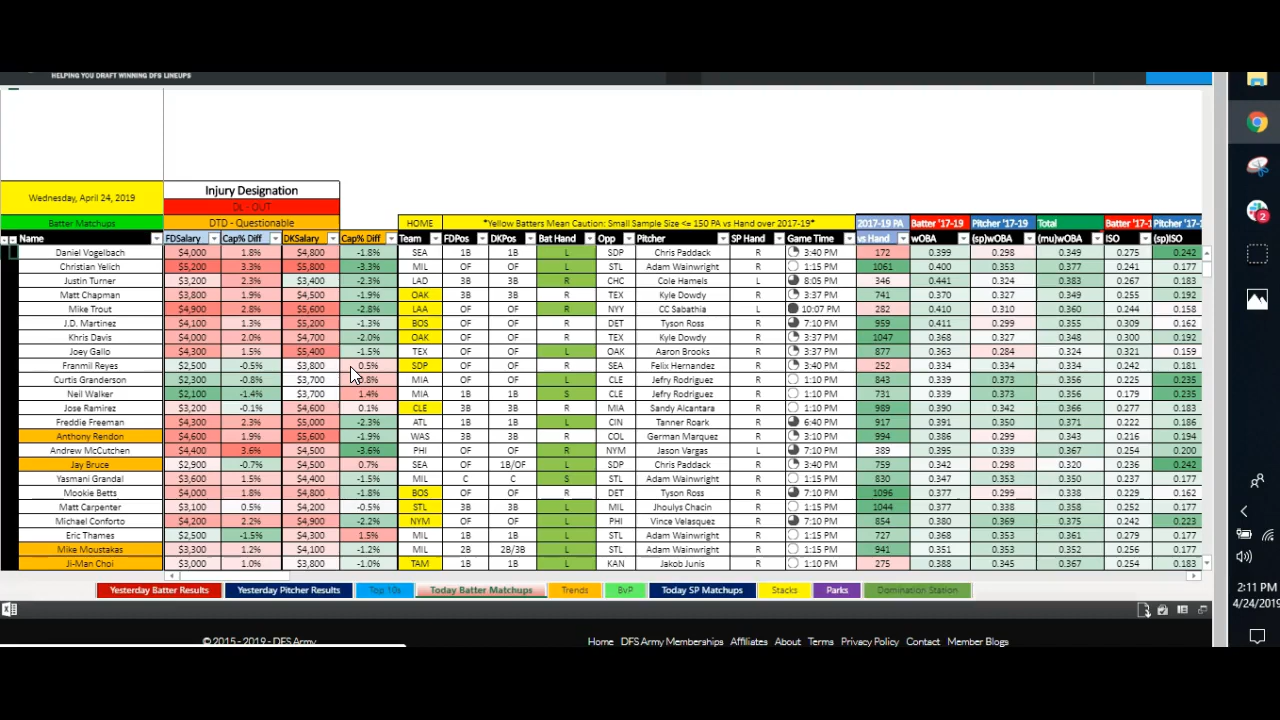 HELPING YOU DRAFT WINNING DFS LINEUPS
Wednesday, April 24, 2019 Injury Designation
DL - OUT
Batter Matchups DTD - Questionable HOME *Yellow Batters Mean Caution: Small Sample Size <= 150 PA vs Hand over 2017-19* 2017-19 PA Batter '17-19 Pitcher '17-19 Total Batter '17-1 Pitcher '17-
Name FDSalary Cap% Diff DKSalary Cap% Diff Team FDPos DKPos Bat Hand Opp Pitcher SP Hand Game Time vs Hand wOBA (sp)wOBA (mu)wOBA ISO (sp)ISO
Daniel Vogelbach $4,000 1.8% $4,800 -1.8% SEA 1B 1B L SDP Chris Paddack R 3:40 PM 172 0.399 0.298 0.349 0.275 0.242
Christian Yelich $5,200 3.3% $5,800 -3.3% MIL OF OF L STL Adam Wainwright R 1:15 PM 1061 0.400 0.353 0.377 0.241 0.177
Justin Turner $3,200 2.3% $3,400 -2.3% LAD 3B 3B R CHC Cole Hamels L 8:05 PM 346 0.441 0.324 0.383 0.267 0.183
Matt Chapman $3,800 1.9% $4,500 -1.9% OAK 3B 3B R TEX Kyle Dowdy R 3:37 PM 741 0.370 0.327 0.349 0.255 0.192
Mike Trout $4,900 2.8% $5,600 -2.8% LAA OF OF R NYY CC Sabathia L 10:07 PM 282 0.410 0.310 0.360 0.244 0.158
J.D. Martinez $4,100 1.3% $5,200 -1.3% BOS OF OF R DET Tyson Ross R 7:10 PM 959 0.411 0.299 0.355 0.309 0.162
Khris Davis $4,000 2.0% $4,700 -2.0% OAK OF OF R TEX Kyle Dowdy R 3:37 PM 1047 0.368 0.327 0.348 0.301 0.192
Joey Gallo $4,300 1.5% $5,400 -1.5% TEX OF OF L OAK Aaron Brooks R 3:37 PM 877 0.363 0.284 0.324 0.321 0.159
Franmil Reyes $2,500 -0.5% $3,800 0.5% SDP OF OF R SEA Felix Hernandez R 3:40 PM 252 0.334 0.334 0.334 0.242 0.181
Curtis Granderson $2,300 -0.8% $3,700 0.8% MIA OF OF L CLE Jefry Rodriguez R 1:10 PM 843 0.339 0.373 0.356 0.225 0.235
Neil Walker $2,100 -1.4% $3,700 1.4% MIA 1B 1B S CLE Jefry Rodriguez R 1:10 PM 731 0.339 0.373 0.356 0.179 0.235
Jose Ramirez $3,200 -0.1% $4,600 0.1% CLE 3B 3B S MIA Sandy Alcantara R 1:10 PM 989 0.390 0.342 0.366 0.277 0.183
Freddie Freeman $4,300 2.3% $5,000 -2.3% ATL 1B 1B L CIN Tanner Roark R 6:40 PM 917 0.391 0.350 0.371 0.222 0.186
Anthony Rendon $4,600 1.9% $5,600 -1.9% WAS 3B 3B R COL German Marquez R 3:10 PM 994 0.386 0.299 0.343 0.216 0.194
Andrew McCutchen $4,400 3.6% $4,500 -3.6% PHI OF OF R NYM Jason Vargas L 7:10 PM 389 0.395 0.339 0.367 0.204 0.200
Jay Bruce $2,900 -0.7% $4,500 0.7% SEA OF 1B/OF L SDP Chris Paddack R 3:40 PM 759 0.342 0.298 0.320 0.236 0.242
Yasmani Grandal $3,600 1.5% $4,400 -1.5% MIL C C S STL Adam Wainwright R 1:15 PM 830 0.347 0.353 0.350 0.237 0.177
Mookie Betts $4,000 1.8% $4,800 -1.8% BOS OF OF R DET Tyson Ross R 7:10 PM 1096 0.377 0.299 0.338 0.229 0.162
Matt Carpenter $3,100 0.5% $4,200 -0.5% STL 3B 3B L MIL Jhoulys Chacin R 1:15 PM 1044 0.375 0.300 0.338 0.256 0.177
Michael Conforto $4,200 2.2% $4,900 -2.2% NYM OF OF L PHI Vince Velasquez R 7:10 PM 854 0.380 0.369 0.375 0.242 0.223
Eric Thames $2,500 -1.5% $4,300 1.5% MIL 1B 1B L STL Adam Wainwright R 1:15 PM 727 0.368 0.353 0.361 0.268 0.177
Mike Moustakas $3,300 1.2% $4,100 -1.2% MIL 2B 2B/3B L STL Adam Wainwright R 1:15 PM 941 0.351 0.353 0.352 0.256 0.177
Ji-Man Choi $3,000 1.0% $3,800 -1.0% TAM 1B 1B L KAN Jakob Junis R 1:10 PM 275 0.388 0.345 0.367 0.254 0.183
Yesterday Batter Results Yesterday Pitcher Results Top 10s Today Batter Matchups Trends BvP Today SP Matchups Stacks Parks Domination Station
© 2015 - 2019 - DFS Army Home DFS Army Memberships Affiliates About Terms Privacy Policy Contact Member Blogs
2
2:11 PM
4/24/2019